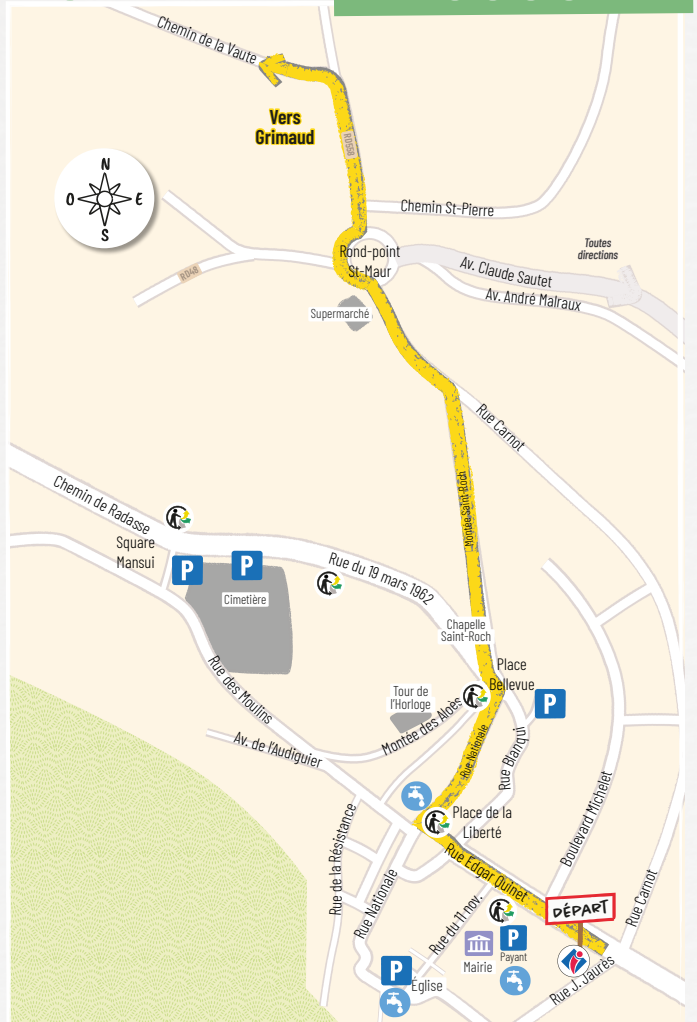 Chemin de la Vaute
Vers
Grimaud
RD558
N
O
E
S
Chemin St-Pierre
Rond-point
St-Maur
Toutes
directions
Av. Claude Sautet
Av. André Malraux
RD48
Supermarché
Rue Carnot
Montée Saint-Roch
Chemin de Radasse
Square
Mansui
P
P
Cimetière
Rue du 19 mars 1962
Chapelle
Saint-Roch
Place
Bellevue
P
Rue des Moulins
Tour de
l'Horloge
Montée des Aloës
Av. de l'Audiguier
Rue Nationale
Rue Blanqui
Place de la
Liberté
Boulevard Michelet
Rue de la Résistance
Rue Nationale
Rue Edgar Quinet
Rue du 11 nov.
DÉPART
Rue Carnot
Mairie
P
Payant
P
Église
Rue J. Jaurès